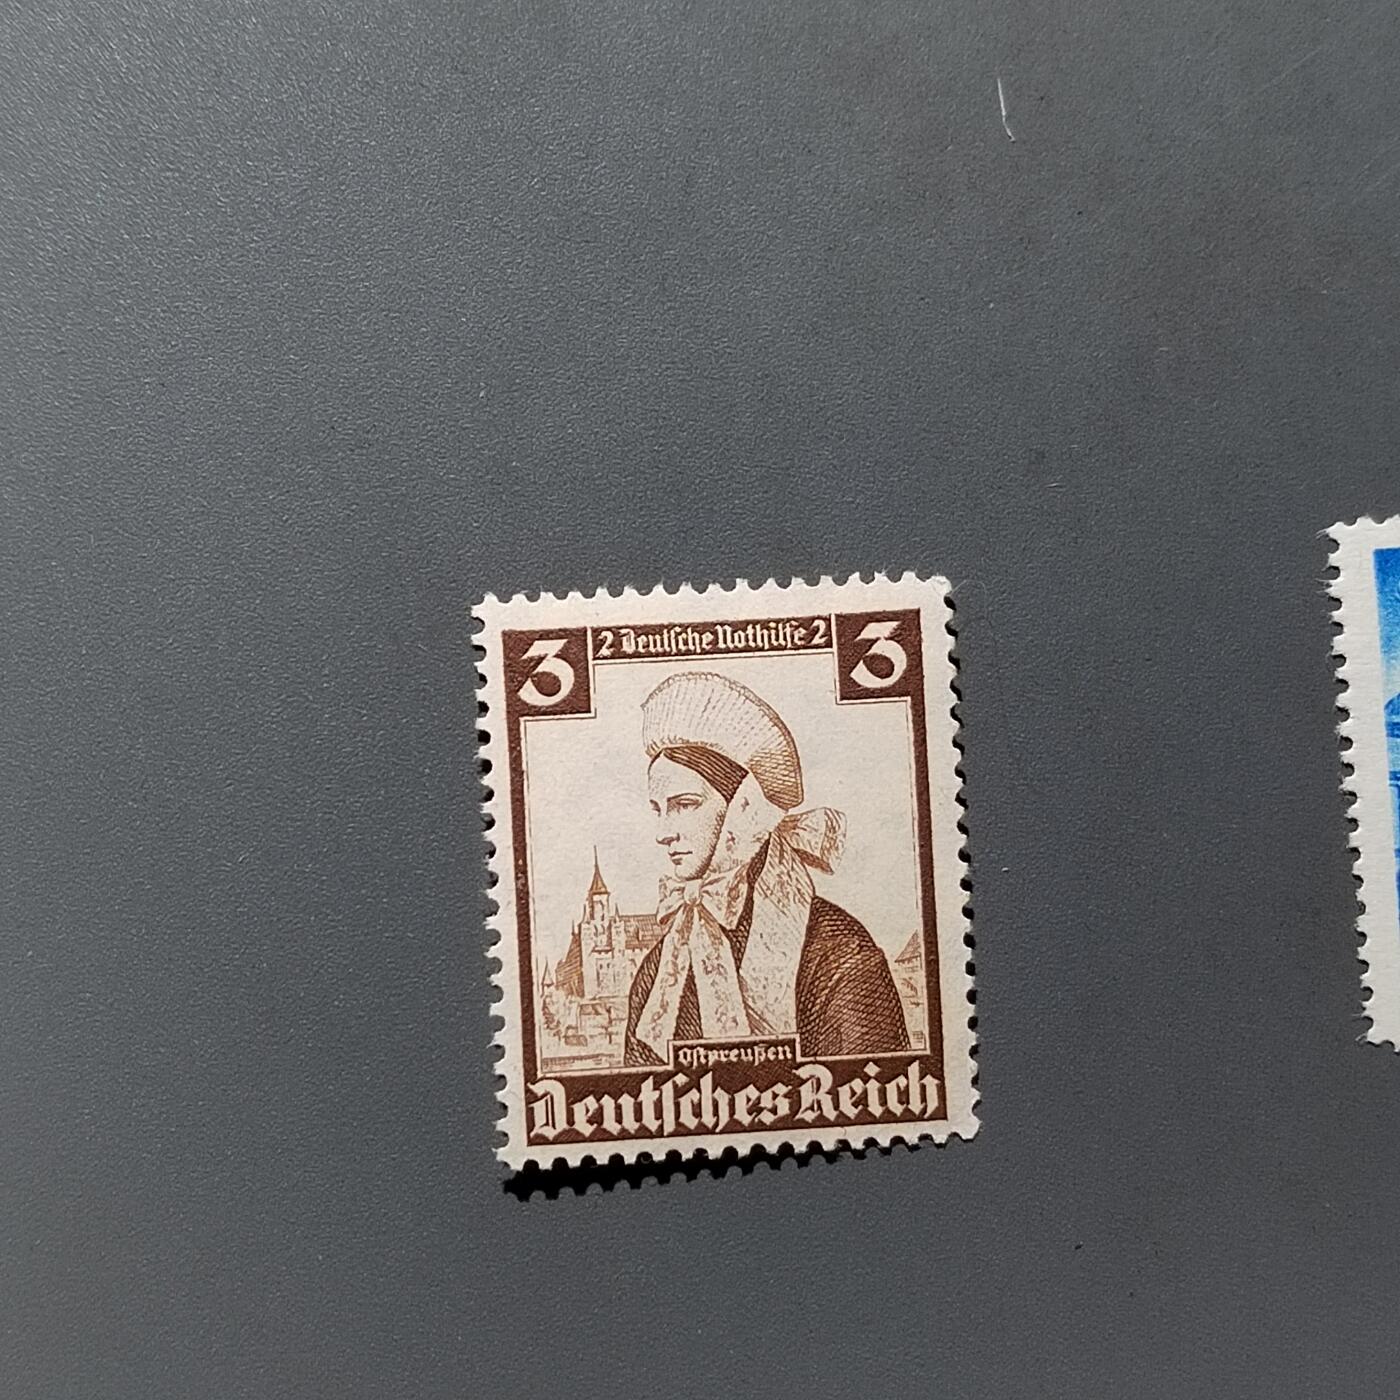 3 2 Deutſche Nothilfe 2 3
Oſtpreußen
Deutſches Reich